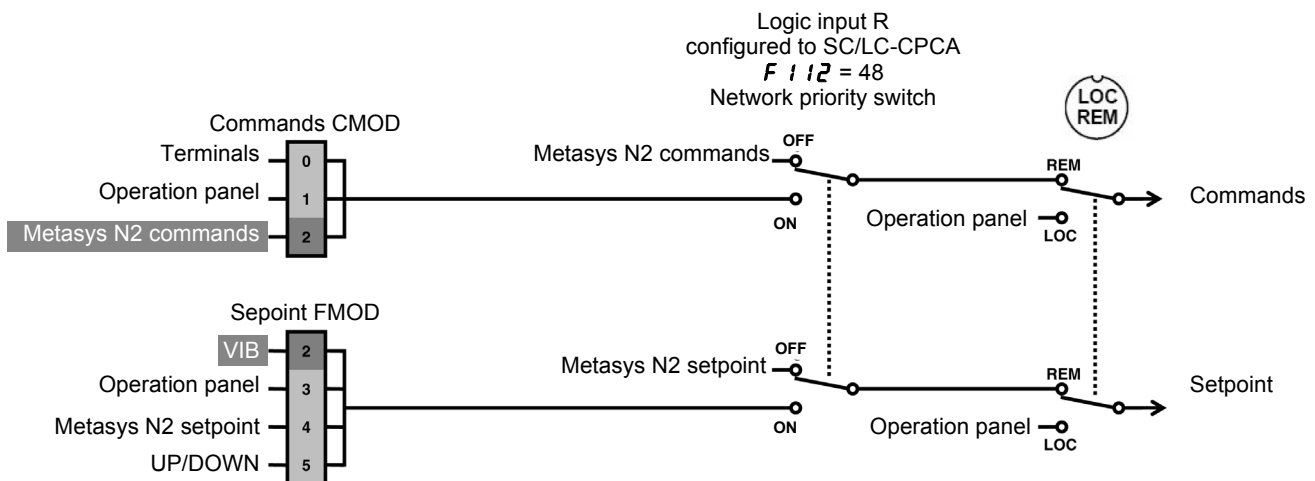 Logic input R
configured to SC/LC-CPCA
F112 = 48
Network priority switch
LOC
REM
Commands CMOD
Terminals 0
Operation panel 1
Metasys N2 commands 2
Metasys N2 commands
OFF
ON
REM
Operation panel
LOC
Commands
Sepoint FMOD
VIB 2
Operation panel 3
Metasys N2 setpoint 4
UP/DOWN 5
Metasys N2 setpoint
OFF
ON
REM
Operation panel
LOC
Setpoint